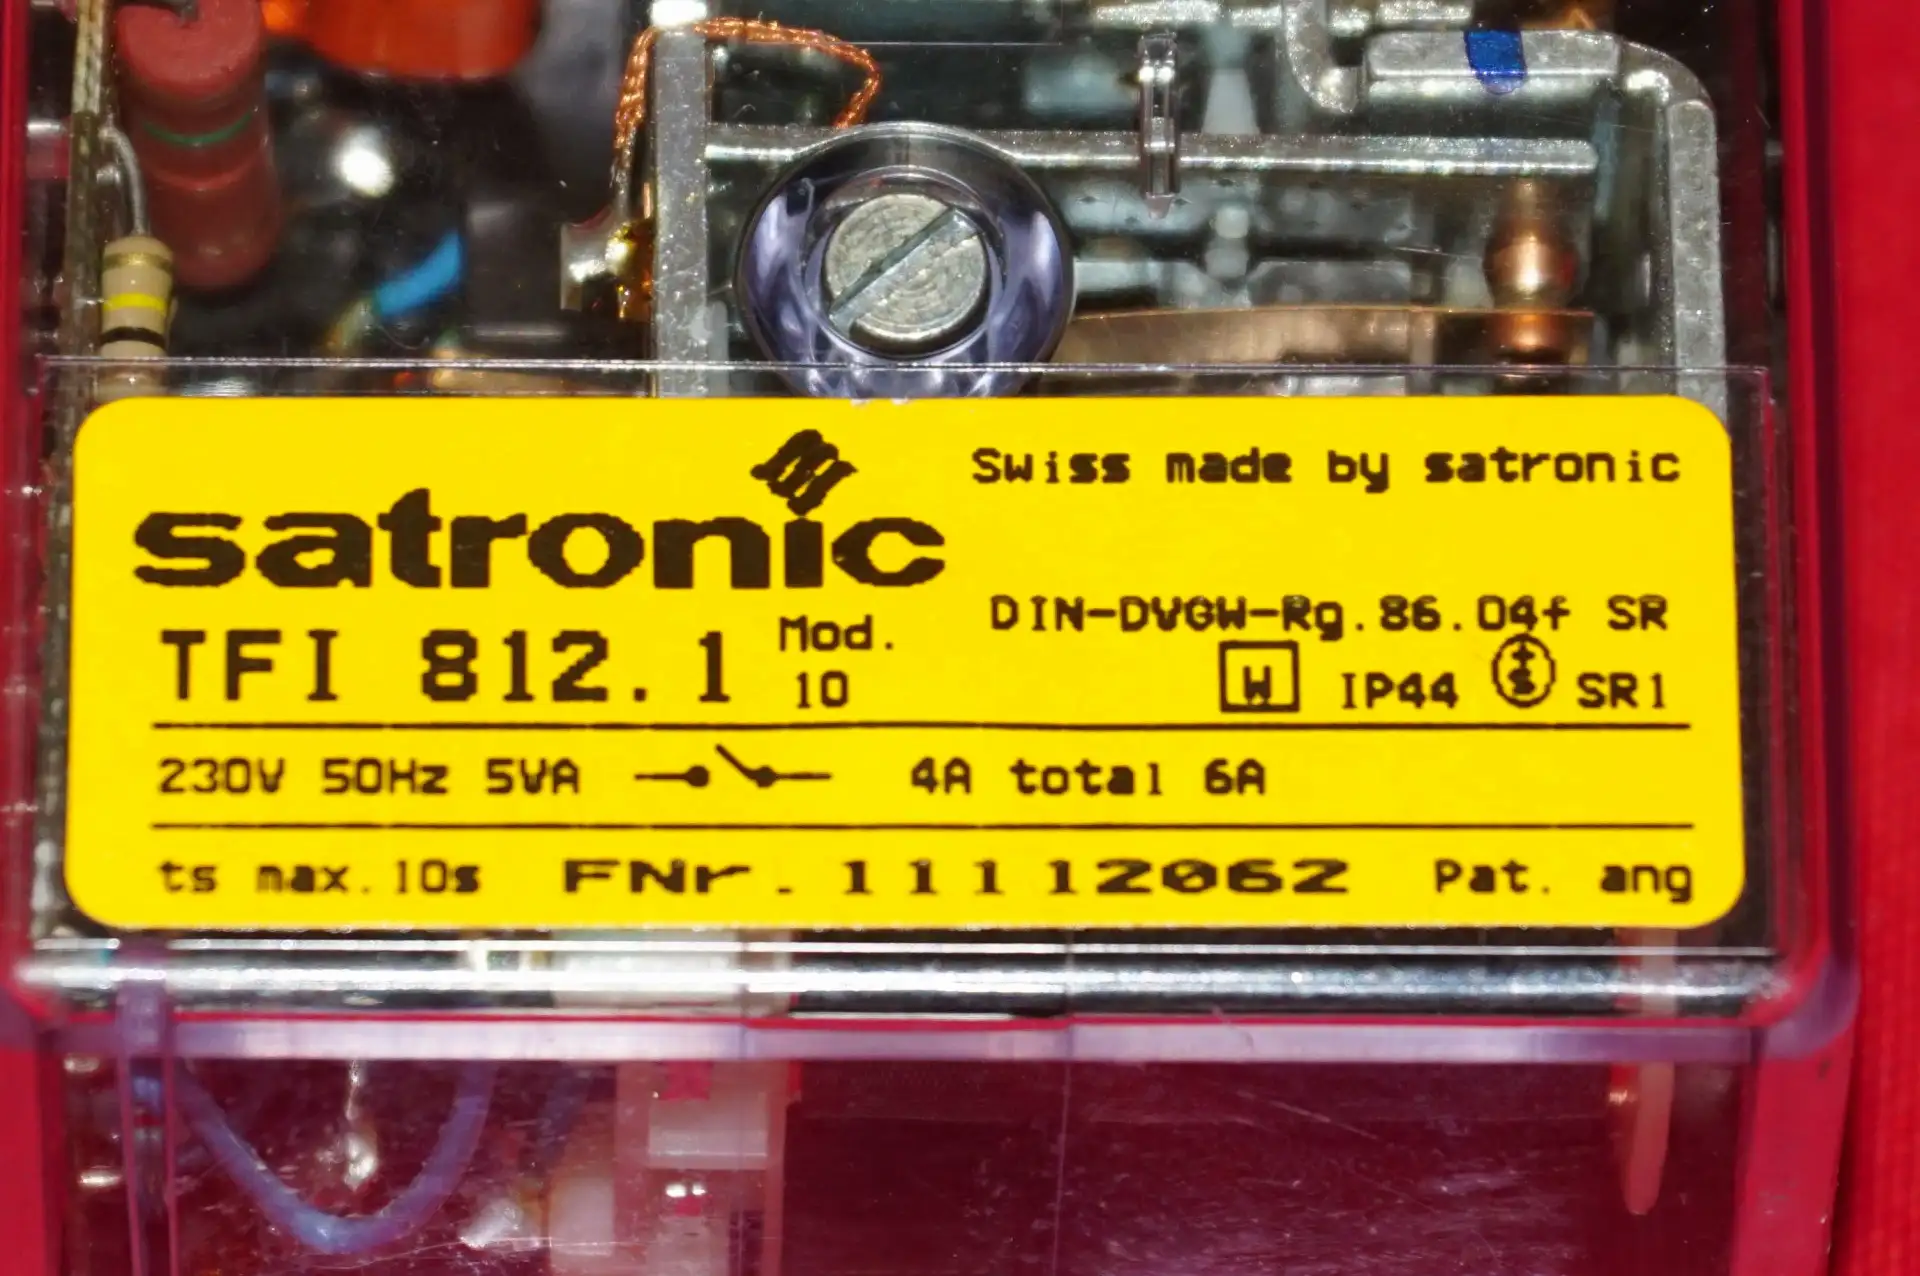 Swiss made by satronic
satronic
DIN-DVGW-Rg.86.04f SR
TFI 812.1 Mod. 10
W IP44 +S SR1
230V 50Hz 5VA 4A total 6A
ts max.10s FNr.11112062 Pat. ang